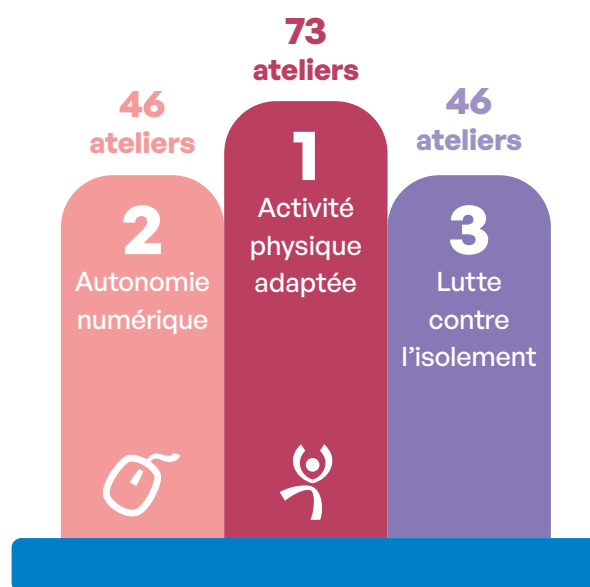 73
ateliers
1
Activité
physique
adaptée
46
ateliers
2
Autonomie
numérique
46
ateliers
3
Lutte
contre
l'isolement